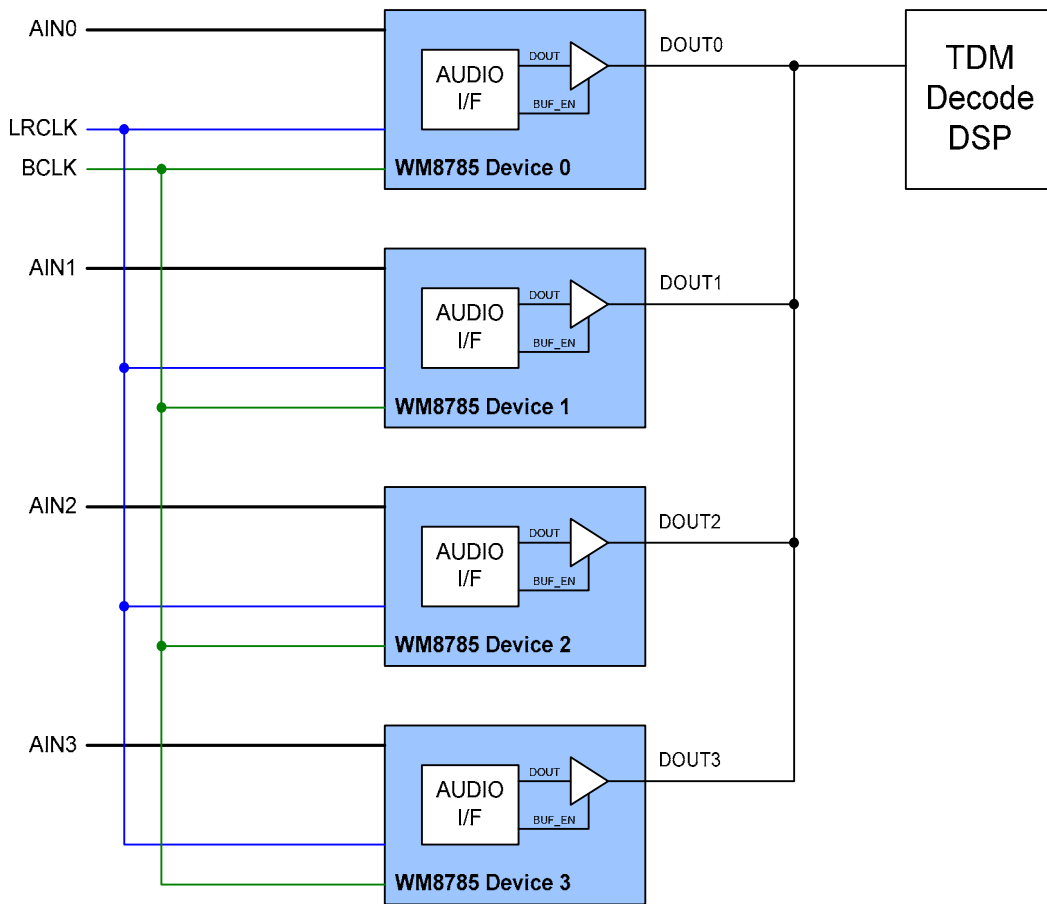 AIN0
LRCLK
BCLK
AUDIO
I/F
DOUT
BUF_EN
WM8785 Device 0
DOUT0
TDM
Decode
DSP
AIN1
AUDIO
I/F
DOUT
BUF_EN
WM8785 Device 1
DOUT1
AIN2
AUDIO
I/F
DOUT
BUF_EN
WM8785 Device 2
DOUT2
AIN3
AUDIO
I/F
DOUT
BUF_EN
WM8785 Device 3
DOUT3